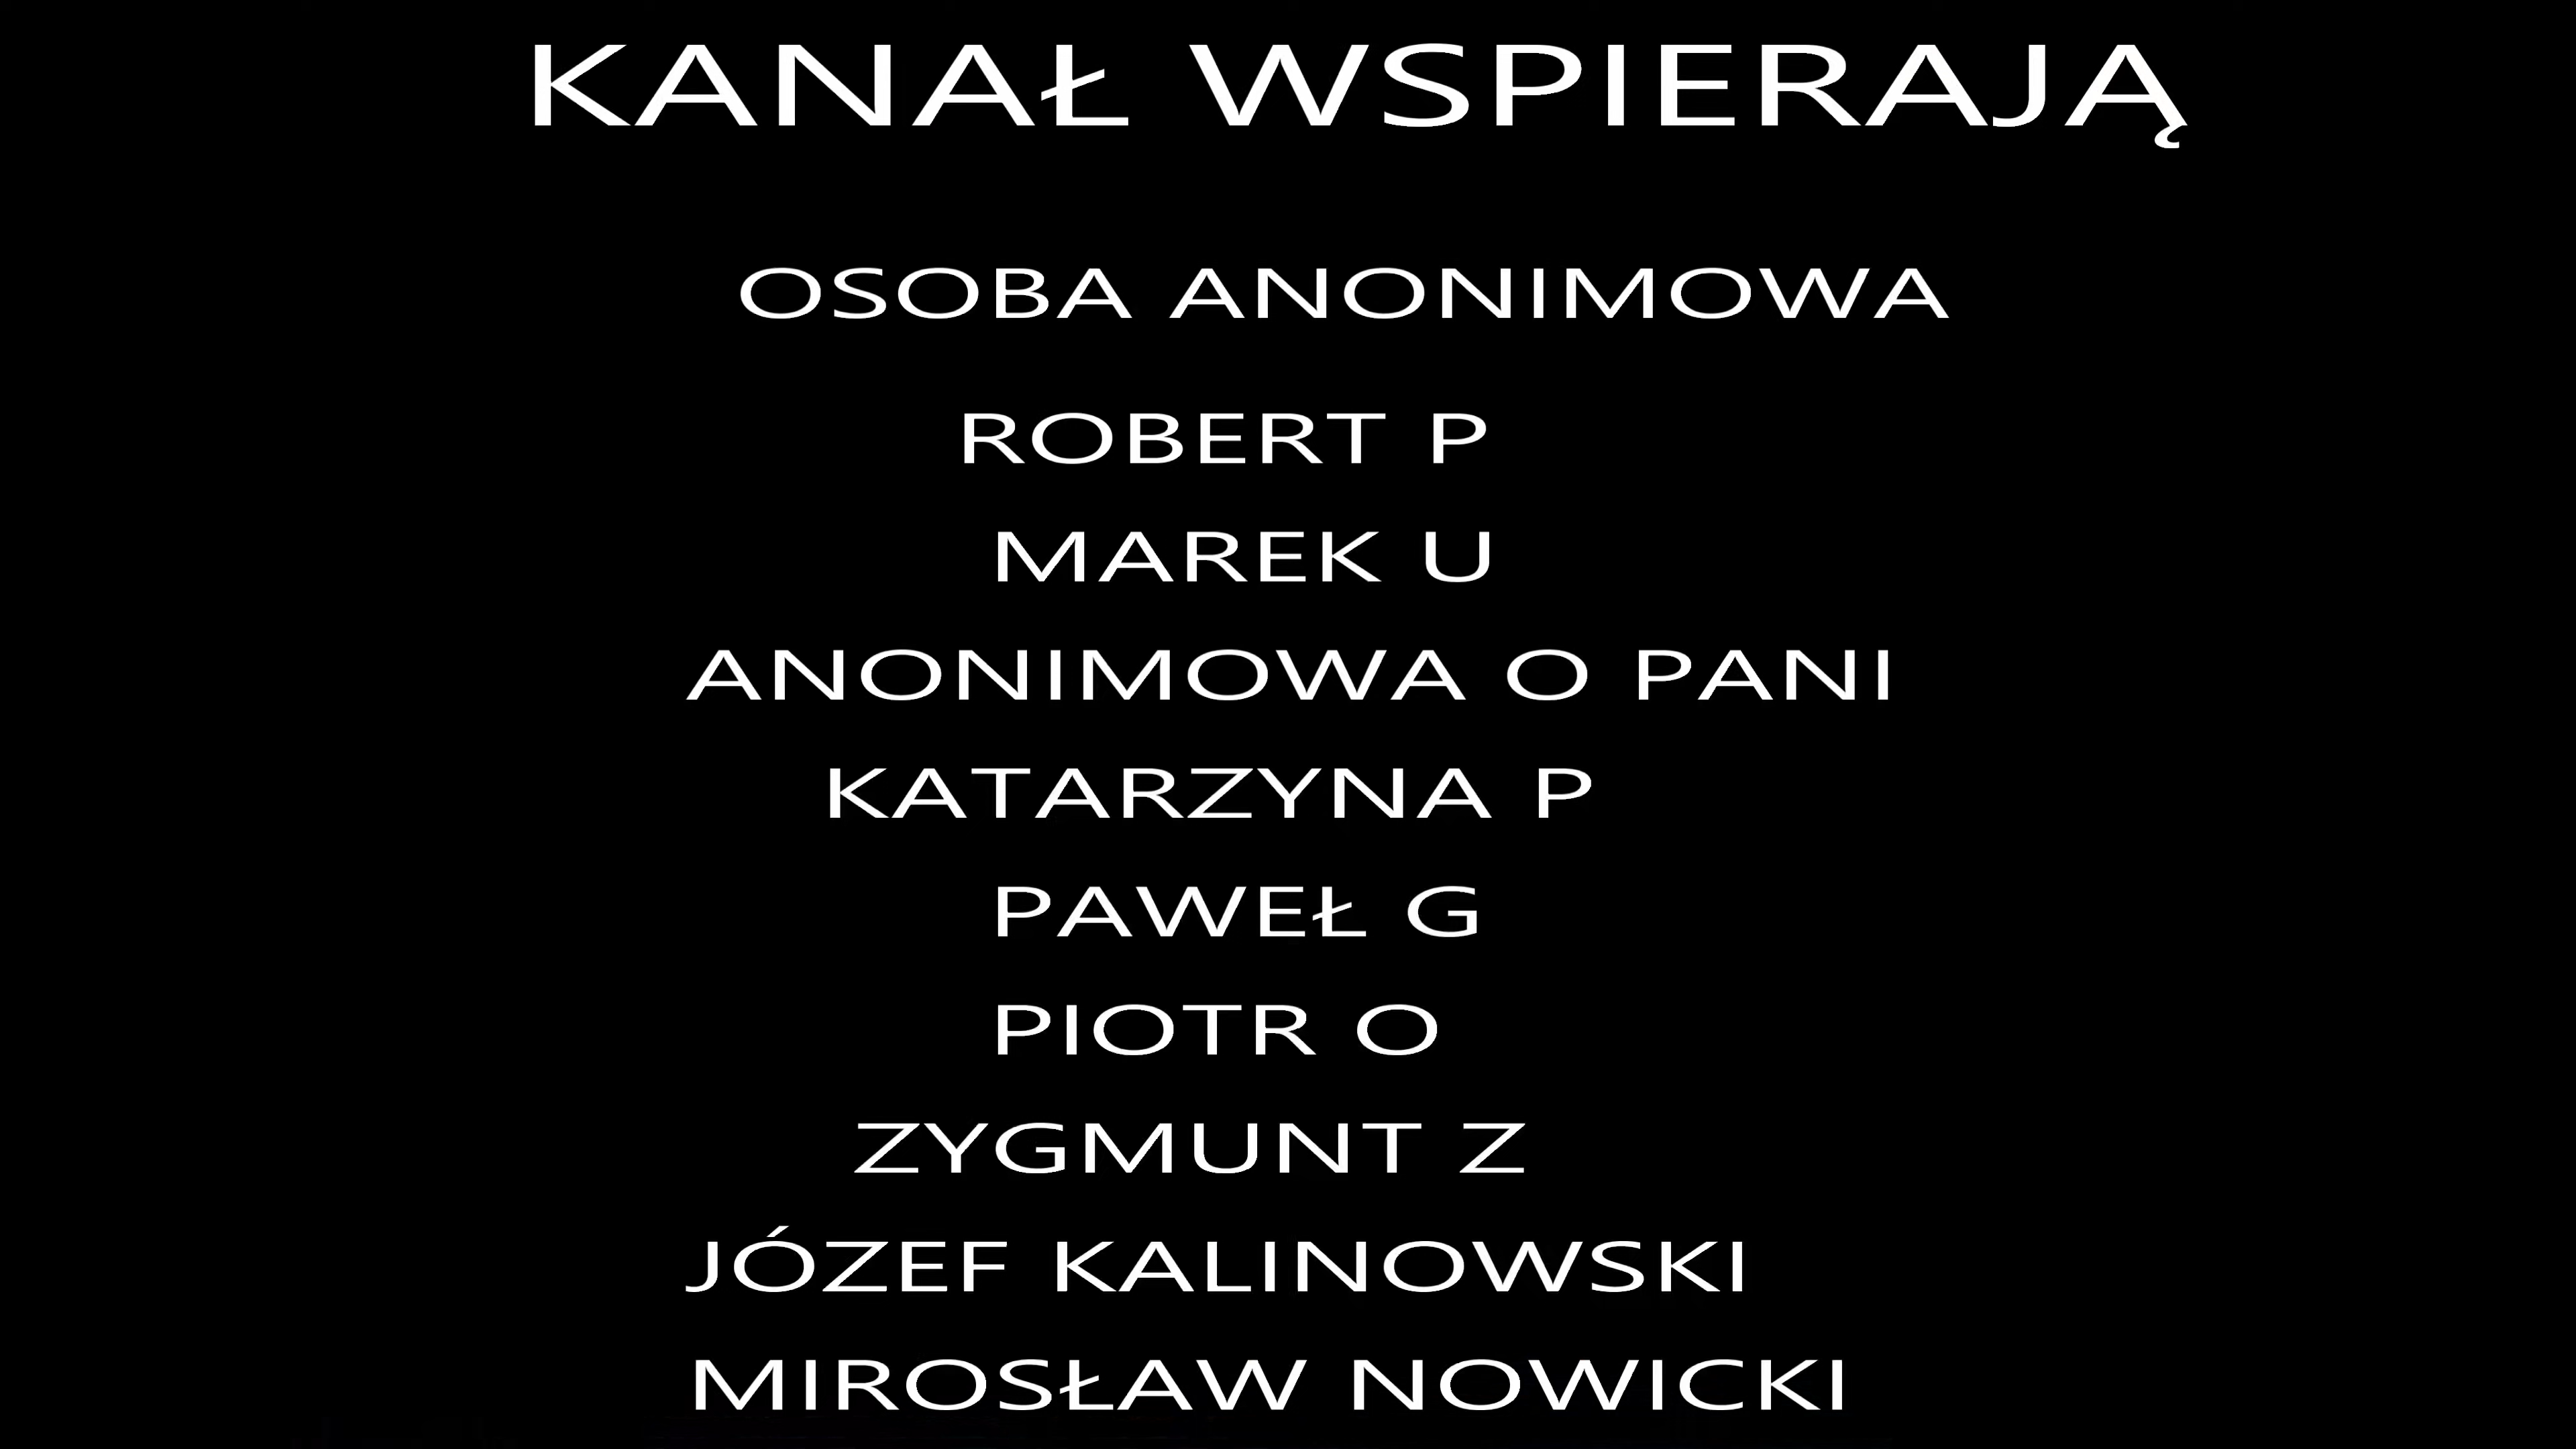 KANAŁ WSPIERAJĄ
OSOBA ANONIMOWA
ROBERT P
MAREK U
ANONIMOWA O PANI
KATARZYNA P
PAWEŁ G
PIOTR O
ZYGMUNT Z
JÓZEF KALINOWSKI
MIROSŁAW NOWICKI